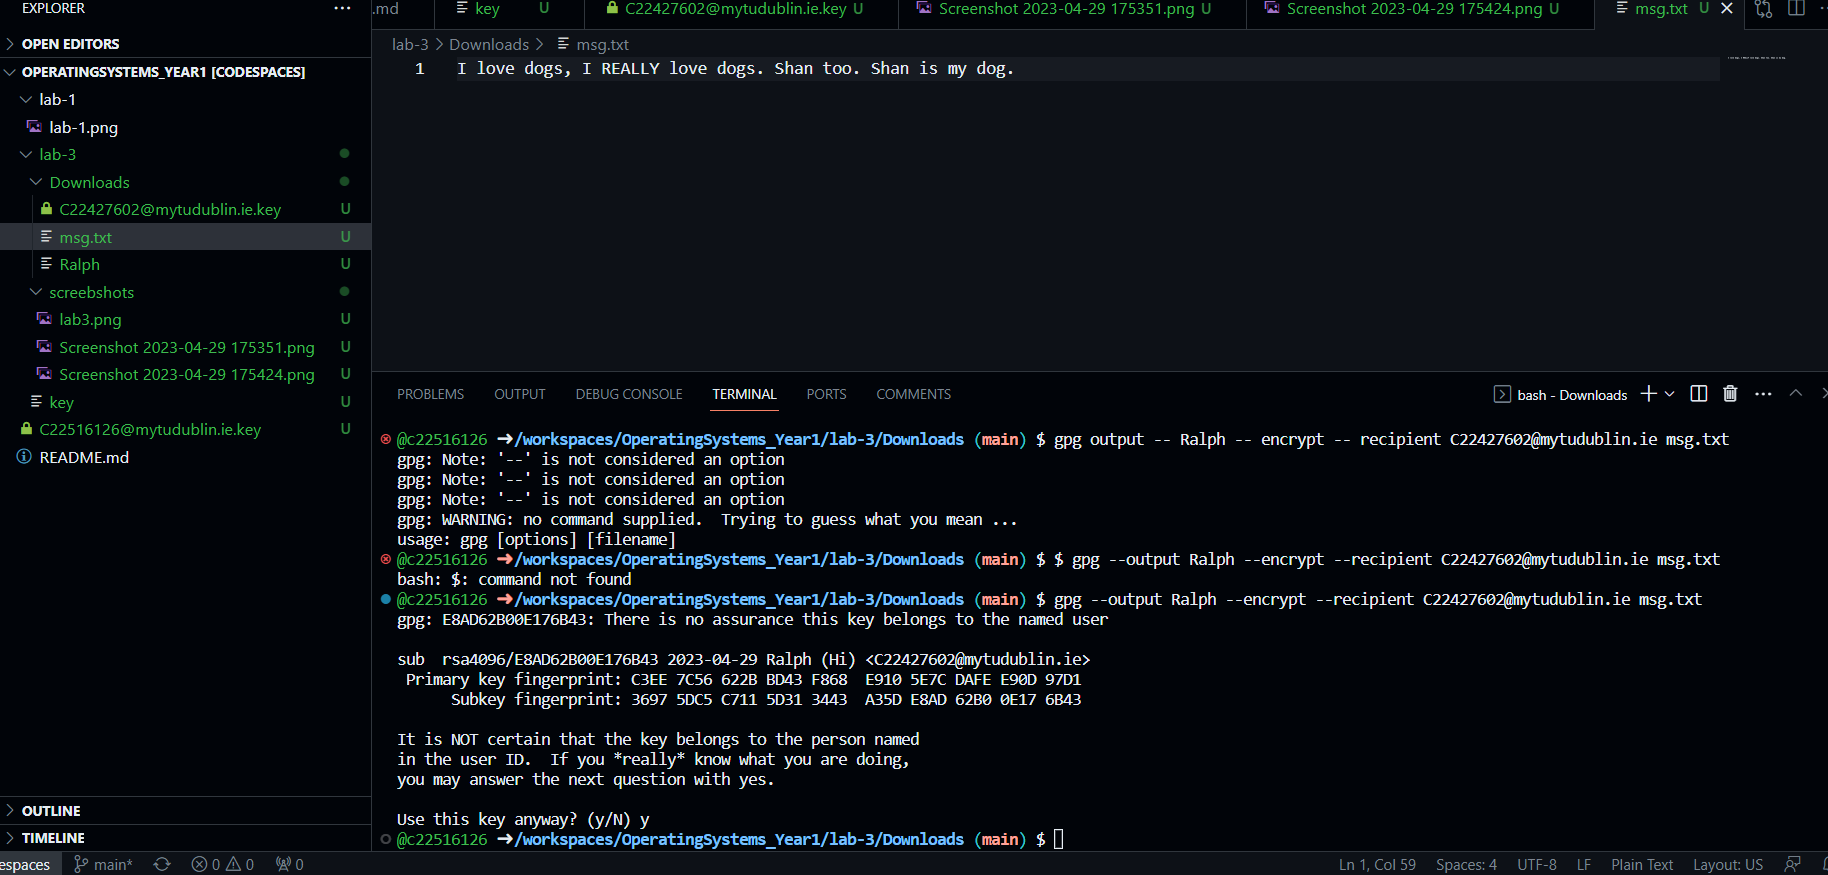 EXPLORER ...
.md key U C22427602@mytudublin.ie.key U Screenshot 2023-04-29 175351.png U Screenshot 2023-04-29 175424.png U msg.txt U
OPEN EDITORS
OPERATINGSYSTEMS_YEAR1 [CODESPACES]
lab-1
lab-1.png
lab-3
Downloads
C22427602@mytudublin.ie.key U
msg.txt U
Ralph U
screebshots
lab3.png U
Screenshot 2023-04-29 175351.png U
Screenshot 2023-04-29 175424.png U
key U
C22516126@mytudublin.ie.key U
README.md
OUTLINE
TIMELINE
lab-3 > Downloads > msg.txt
1 I love dogs, I REALLY love dogs. Shan too. Shan is my dog.
PROBLEMS OUTPUT DEBUG CONSOLE TERMINAL PORTS COMMENTS bash - Downloads
@c22516126 ➜/workspaces/OperatingSystems_Year1/lab-3/Downloads (main) $ gpg output -- Ralph -- encrypt -- recipient C22427602@mytudublin.ie msg.txt
gpg: Note: '--' is not considered an option
gpg: Note: '--' is not considered an option
gpg: Note: '--' is not considered an option
gpg: WARNING: no command supplied.  Trying to guess what you mean ...
usage: gpg [options] [filename]
@c22516126 ➜/workspaces/OperatingSystems_Year1/lab-3/Downloads (main) $ $ gpg --output Ralph --encrypt --recipient C22427602@mytudublin.ie msg.txt
bash: $: command not found
@c22516126 ➜/workspaces/OperatingSystems_Year1/lab-3/Downloads (main) $ gpg --output Ralph --encrypt --recipient C22427602@mytudublin.ie msg.txt
gpg: E8AD62B00E176B43: There is no assurance this key belongs to the named user
sub  rsa4096/E8AD62B00E176B43 2023-04-29 Ralph (Hi) <C22427602@mytudublin.ie>
Primary key fingerprint: C3EE 7C56 622B BD43 F868  E910 5E7C DAFE E90D 97D1
Subkey fingerprint: 3697 5DC5 C711 5D31 3443  A35D E8AD 62B0 0E17 6B43
It is NOT certain that the key belongs to the person named
in the user ID.  If you *really* know what you are doing,
you may answer the next question with yes.
Use this key anyway? (y/N) y
@c22516126 ➜/workspaces/OperatingSystems_Year1/lab-3/Downloads (main) $
espaces main* 0 0 0 Ln 1, Col 59 Spaces: 4 UTF-8 LF Plain Text Layout: US